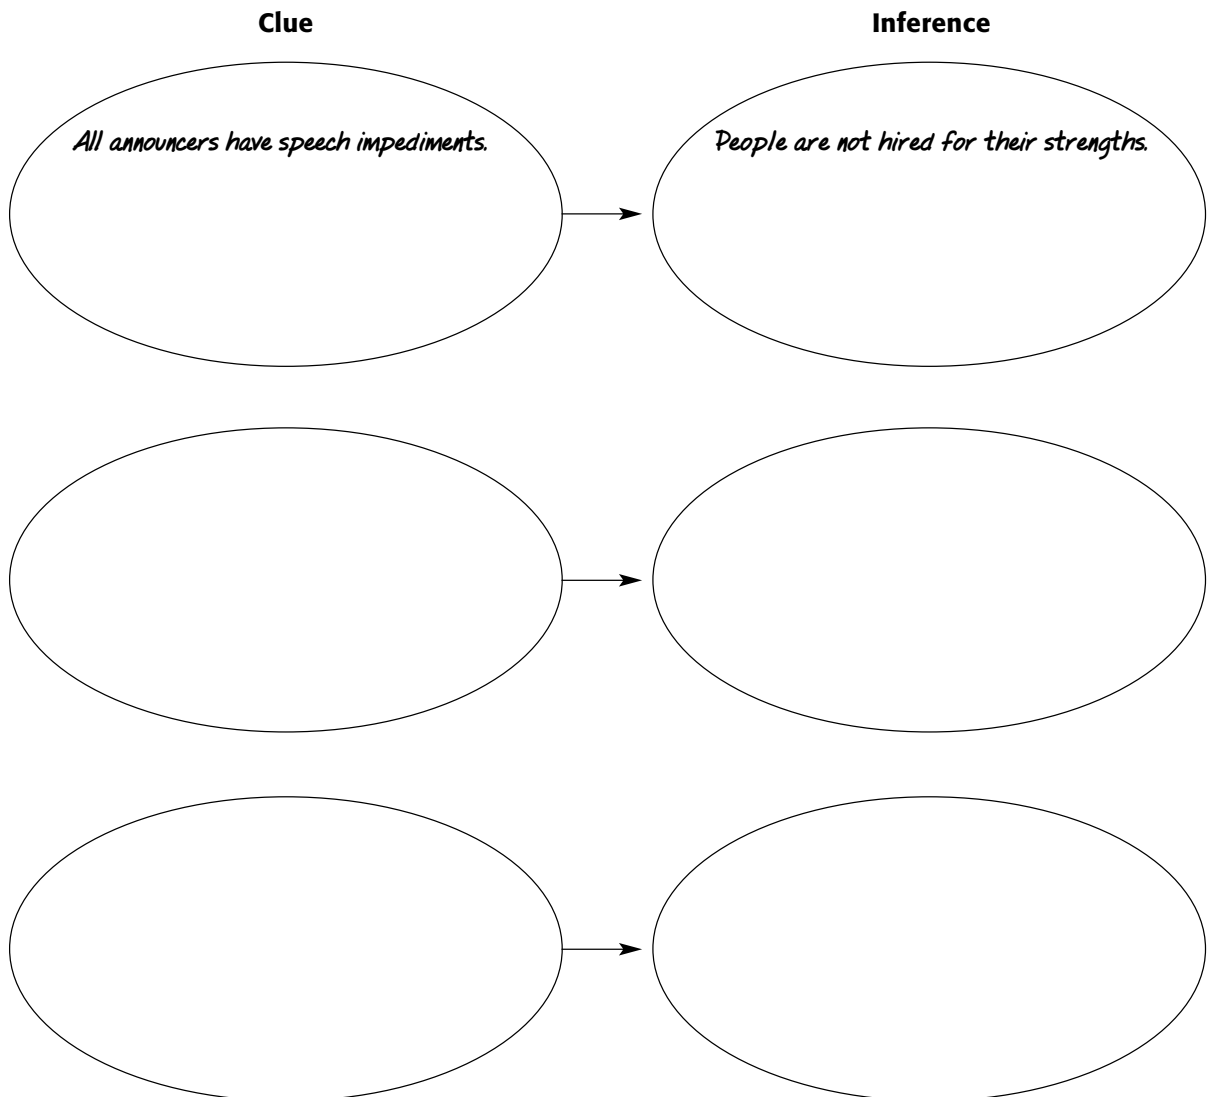 Clue
Inference
All announcers have speech impediments.
People are not hired for their strengths.